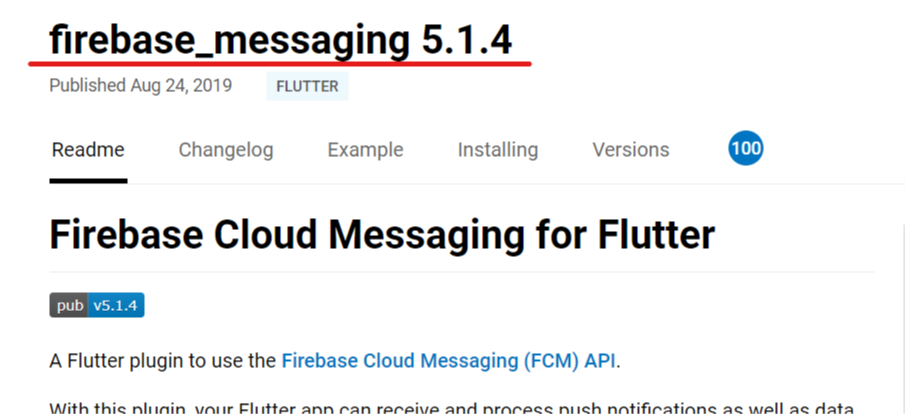 firebase_messaging 5.1.4
Published Aug 24, 2019 FLUTTER
Readme Changelog Example Installing Versions 100
Firebase Cloud Messaging for Flutter
pub v5.1.4
A Flutter plugin to use the Firebase Cloud Messaging (FCM) API.
With this plugin, your Flutter app can receive and process push notifications as well as data